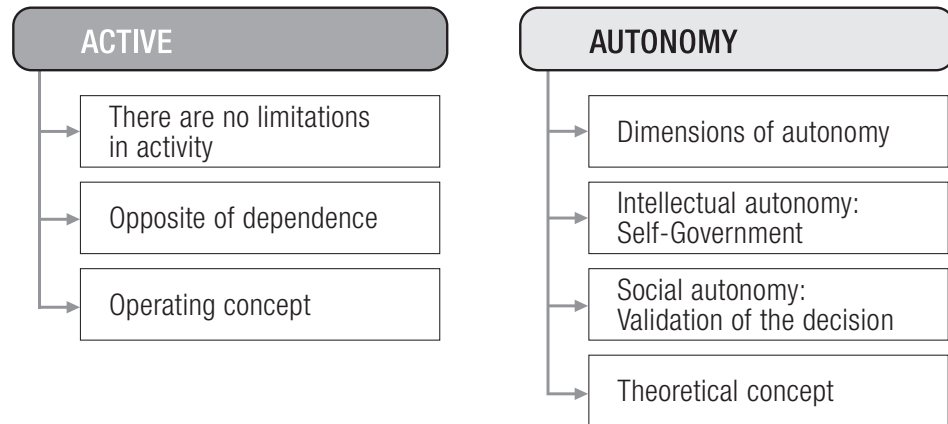 ACTIVE
There are no limitations
in activity
Opposite of dependence
Operating concept
AUTONOMY
Dimensions of autonomy
Intellectual autonomy:
Self-Government
Social autonomy:
Validation of the decision
Theoretical concept